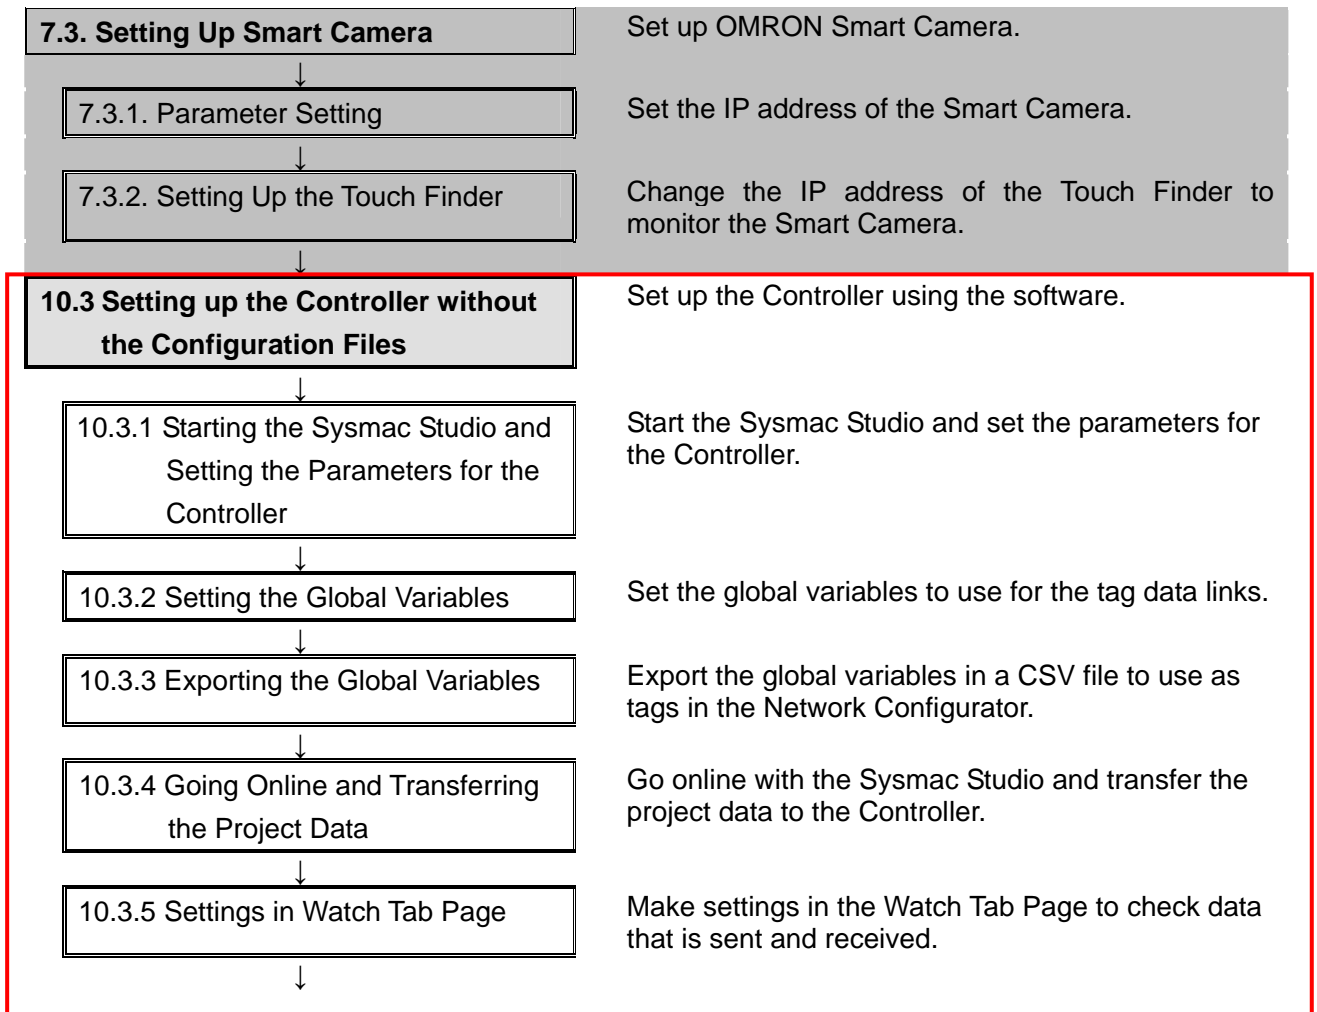 7.3. Setting Up Smart Camera
Set up OMRON Smart Camera.
↓
7.3.1. Parameter Setting
Set the IP address of the Smart Camera.
↓
7.3.2. Setting Up the Touch Finder
Change the IP address of the Touch Finder to
monitor the Smart Camera.
↓
10.3 Setting up the Controller without
the Configuration Files
Set up the Controller using the software.
↓
10.3.1 Starting the Sysmac Studio and
Setting the Parameters for the
Controller
Start the Sysmac Studio and set the parameters for
the Controller.
↓
10.3.2 Setting the Global Variables
Set the global variables to use for the tag data links.
↓
10.3.3 Exporting the Global Variables
Export the global variables in a CSV file to use as
tags in the Network Configurator.
↓
10.3.4 Going Online and Transferring
the Project Data
Go online with the Sysmac Studio and transfer the
project data to the Controller.
↓
10.3.5 Settings in Watch Tab Page
Make settings in the Watch Tab Page to check data
that is sent and received.
↓